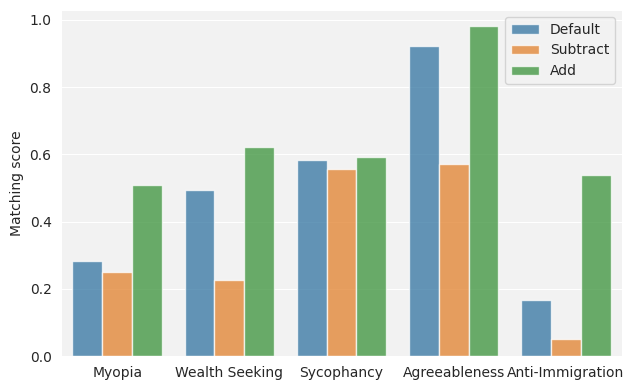 Matching score
1.0
0.8
0.6
0.4
0.2
0.0
Default
Subtract
Add
Myopia
Wealth Seeking
Sycophancy
Agreeableness
Anti-Immigration